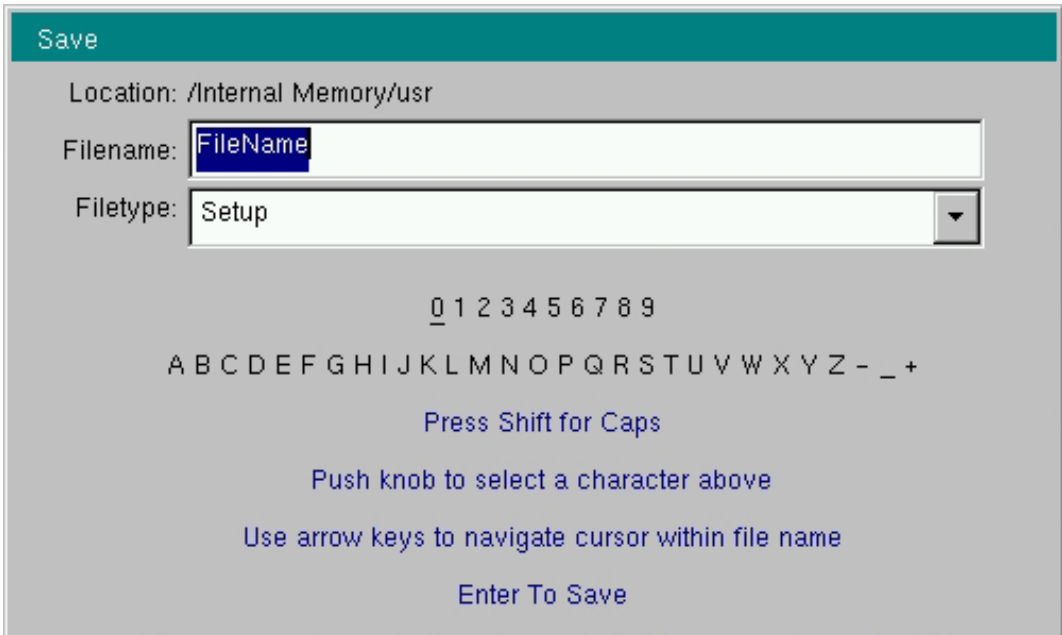 Save
Location: /Internal Memory/usr
Filename: FileName
Filetype: Setup
0 1 2 3 4 5 6 7 8 9
A B C D E F G H I J K L M N O P Q R S T U V W X Y Z - _ +
Press Shift for Caps
Push knob to select a character above
Use arrow keys to navigate cursor within file name
Enter To Save